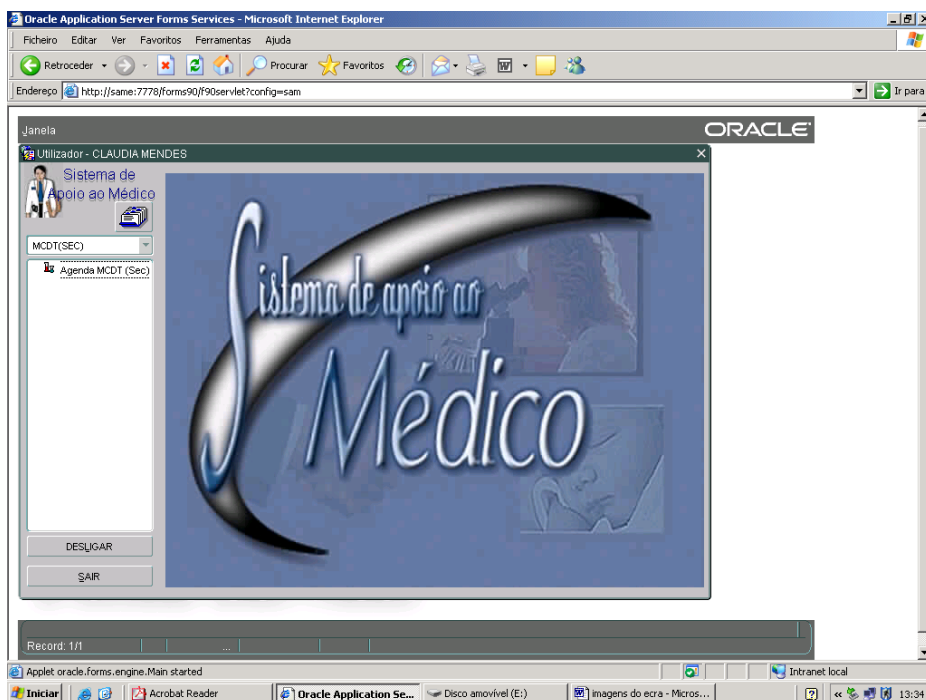 Oracle Application Server Forms Services - Microsoft Internet Explorer
Ficheiro Editar Ver Favoritos Ferramentas Ajuda
Retroceder Procurar Favoritos
Endereço http://same:7778/forms90/f90servlet?config=sam Ir para
Janela ORACLE
Utilizador - CLAUDIA MENDES
Sistema de
Apoio ao Médico
MCDT(SEC)
Agenda MCDT (Sec)
Sistema de apoio ao
Médico
DESLIGAR
SAIR
Record: 1/1 ...
Applet oracle.forms.engine.Main started Intranet local
Iniciar Acrobat Reader Oracle Application Se... Disco amovível (E:) imagens do ecra - Micros... 13:34